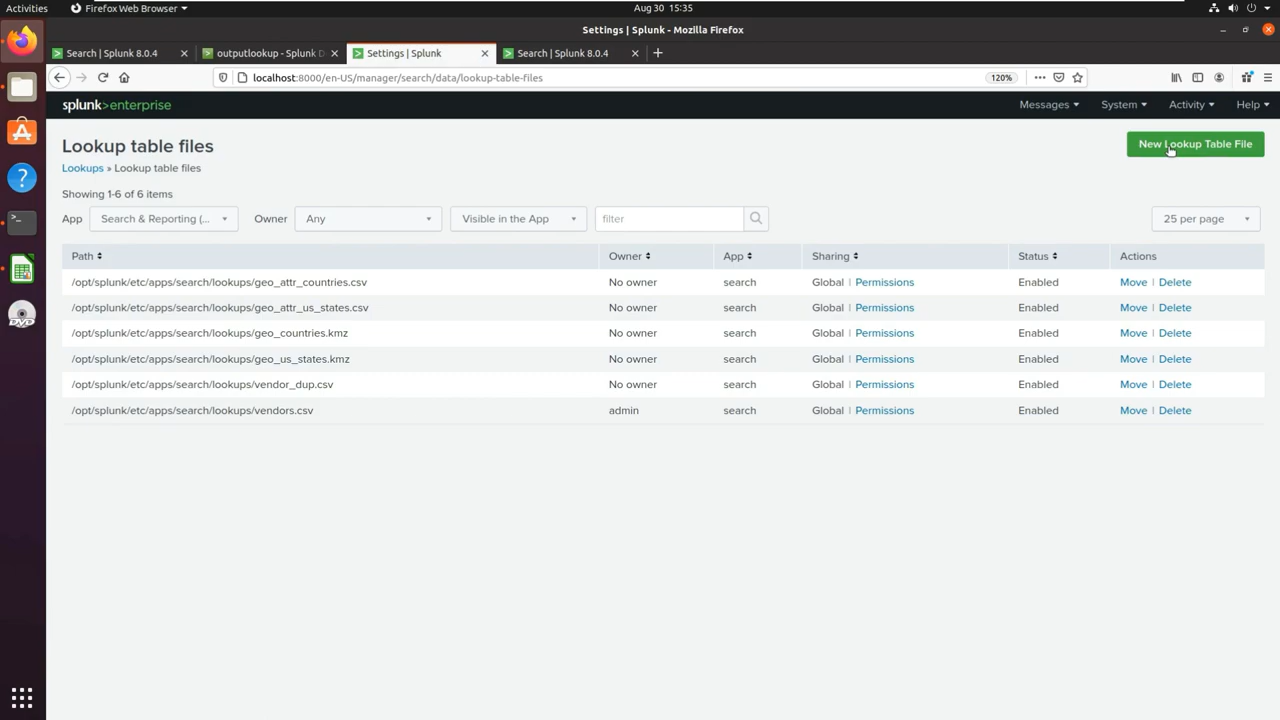 Activities Firefox Web Browser Aug 30 15:35
Settings | Splunk - Mozilla Firefox
Search | Splunk 8.0.4 outputlookup - Splunk D Settings | Splunk Search | Splunk 8.0.4
localhost:8000/en-US/manager/search/data/lookup-table-files 120%
splunk>enterprise Messages System Activity Help
Lookup table files New Lookup Table File
Lookups » Lookup table files
Showing 1-6 of 6 items
App Search & Reporting (... Owner Any Visible in the App filter 25 per page
Path Owner App Sharing Status Actions
/opt/splunk/etc/apps/search/lookups/geo_attr_countries.csv No owner search Global | Permissions Enabled Move | Delete
/opt/splunk/etc/apps/search/lookups/geo_attr_us_states.csv No owner search Global | Permissions Enabled Move | Delete
/opt/splunk/etc/apps/search/lookups/geo_countries.kmz No owner search Global | Permissions Enabled Move | Delete
/opt/splunk/etc/apps/search/lookups/geo_us_states.kmz No owner search Global | Permissions Enabled Move | Delete
/opt/splunk/etc/apps/search/lookups/vendor_dup.csv No owner search Global | Permissions Enabled Move | Delete
/opt/splunk/etc/apps/search/lookups/vendors.csv admin search Global | Permissions Enabled Move | Delete
DVD